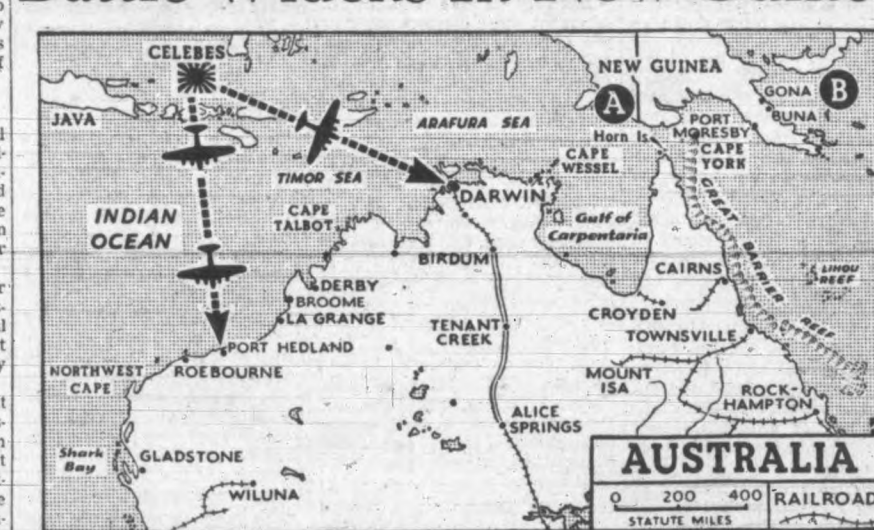 CELEBES
JAVA
NEW GUINEA
A
GONA
B
BUNA
PORT
MORESBY
Horn Is.
ARAFURA SEA
CAPE
YORK
CAPE
WESSEL
TIMOR SEA
DARWIN
INDIAN
OCEAN
CAPE
TALBOT
Gulf of
Carpentaria
GREAT BARRIER REEF
BIRDUM
CAIRNS
LIHOU
REEF
DERBY
BROOME
LA GRANGE
CROYDEN
TENANT
CREEK
TOWNSVILLE
PORT HEDLAND
NORTHWEST
CAPE
ROEBOURNE
MOUNT
ISA
ROCK-
HAMPTON
ALICE
SPRINGS
Shark
Bay
GLADSTONE
WILUNA
AUSTRALIA
0 200 400
STATUTE MILES
RAILROAD